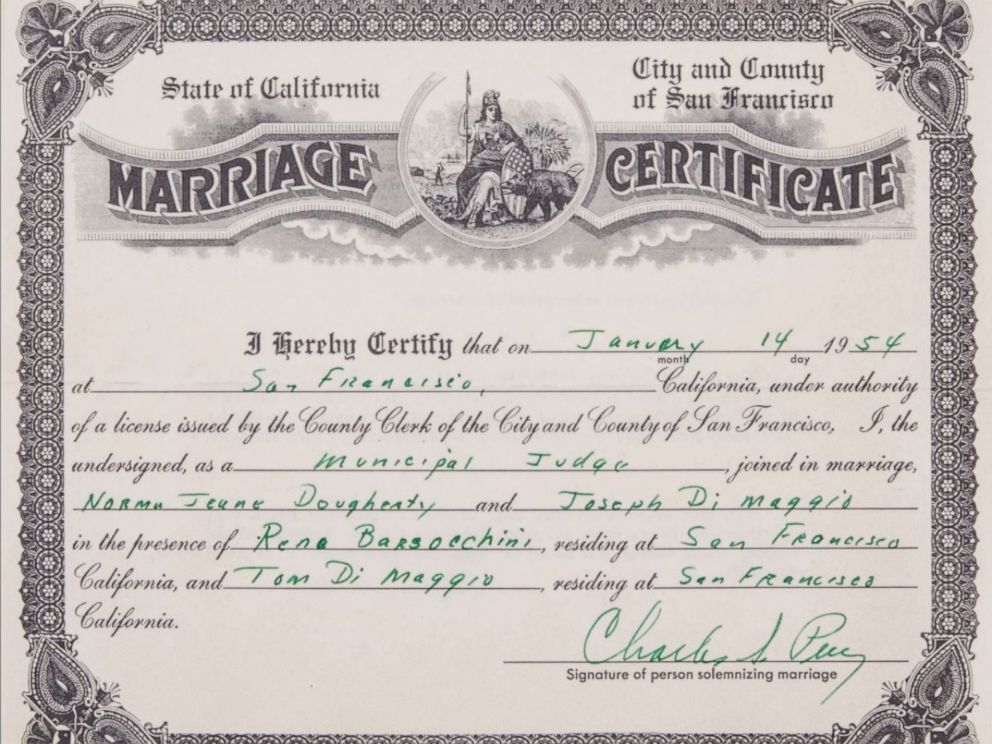 State of California
City and County
of San Francisco
MARRIAGE CERTIFICATE
I Hereby Certify that on January 14 1954
month day
at San Francisco, California, under authority
of a license issued by the County Clerk of the City and County of San Francisco, I, the
undersigned, as a Municipal Judge, joined in marriage,
Norma Jeane Dougherty and Joseph Di Maggio
in the presence of Reno Barsocchini, residing at San Francisco
California, and Tom Di Maggio, residing at San Francisco
California.
Charles S. Peery
Signature of person solemnizing marriage